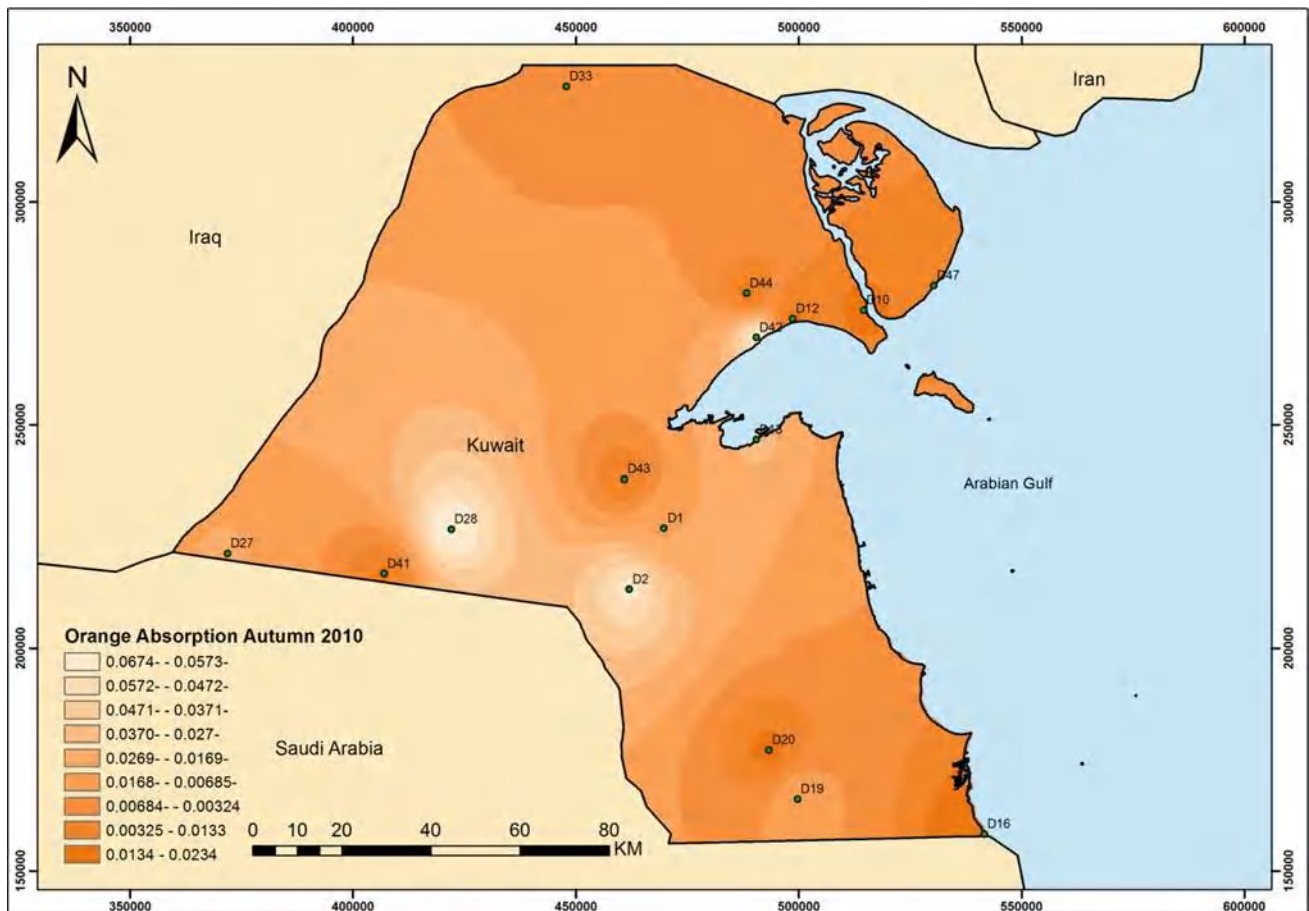 350000 400000 450000 500000 550000 600000
N
D33
Iran
300000 300000
Iraq
D44
D47
D10
D12
D42
250000 250000
Kuwait
D43
Arabian Gulf
D28
D1
D27
D41
D2
Orange Absorption Autumn 2010
0.0674- - 0.0573-
0.0572- - 0.0472-
0.0471- - 0.0371-
0.0370- - 0.027-
0.0269- - 0.0169-
0.0168- - 0.00685-
0.00684- - 0.00324
0.00325 - 0.0133
0.0134 - 0.0234
200000 200000
Saudi Arabia
D20
D19
D16
0 10 20 40 60 80
KM
150000 150000
350000 400000 450000 500000 550000 600000